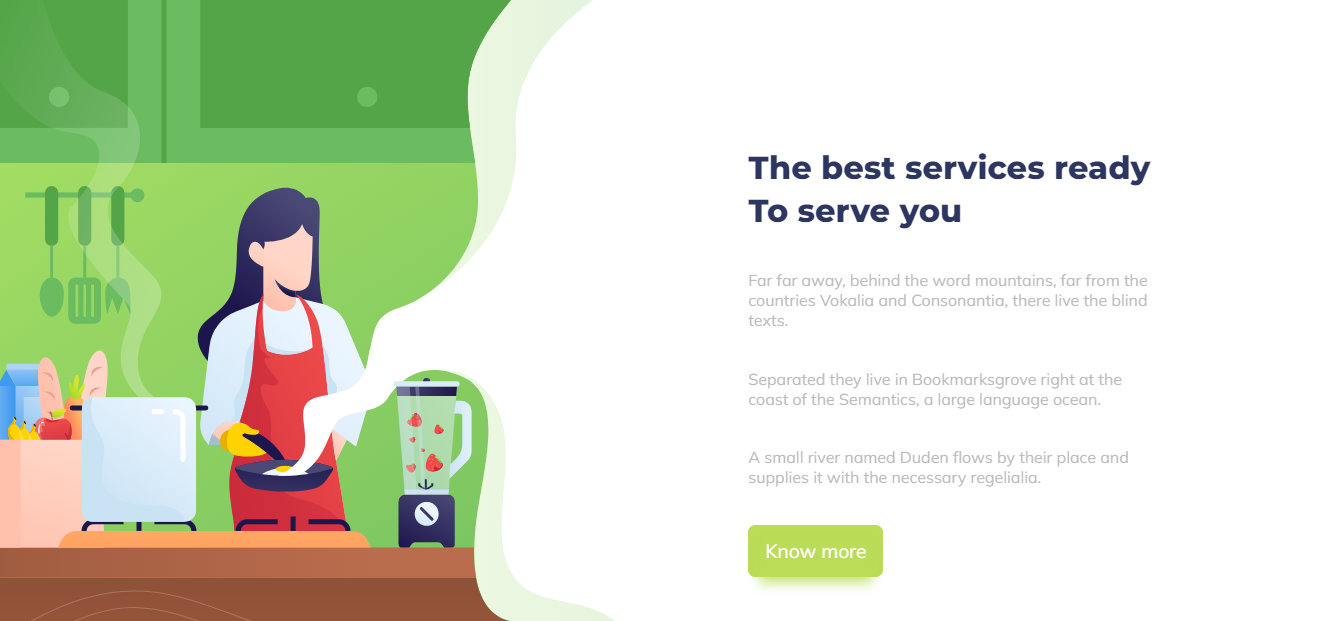 The best services ready
To serve you
Far far away, behind the word mountains, far from the
countries Vokalia and Consonantia, there live the blind
texts.
Separated they live in Bookmarksgrove right at the
coast of the Semantics, a large language ocean.
A small river named Duden flows by their place and
supplies it with the necessary regelialia.
Know more